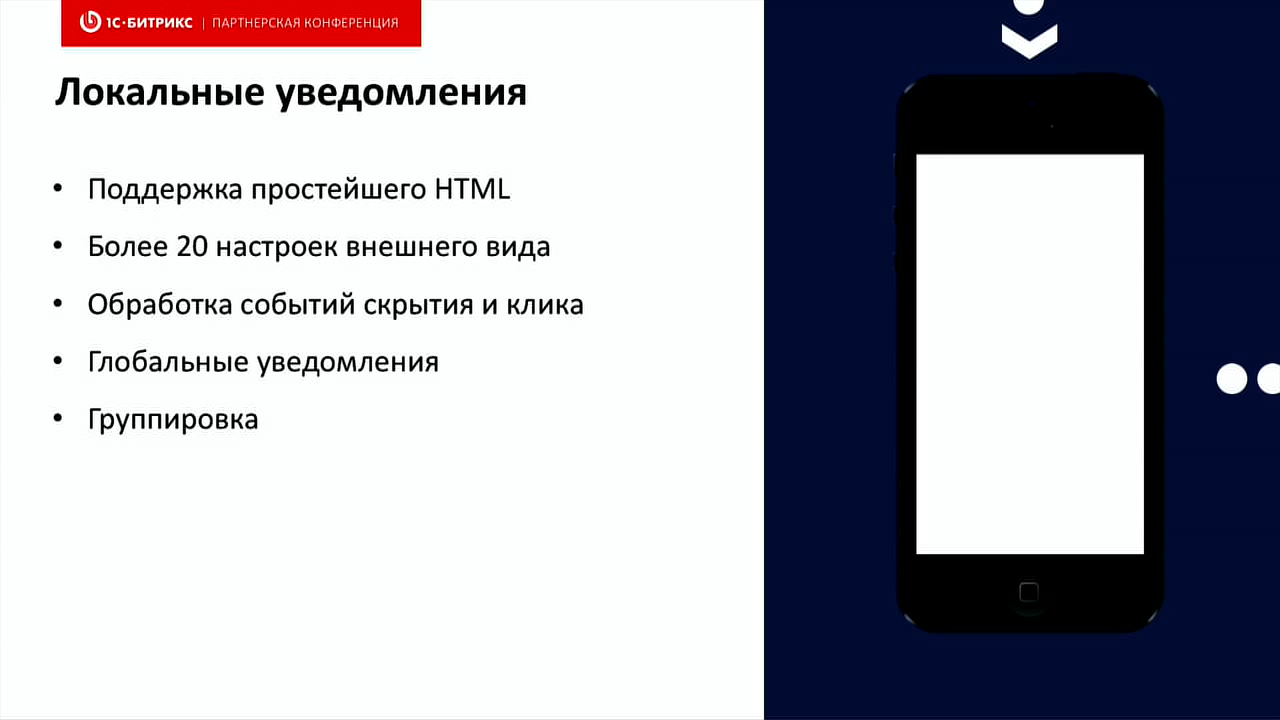 1С·БИТРИКС | ПАРТНЕРСКАЯ КОНФЕРЕНЦИЯ
Локальные уведомления
• Поддержка простейшего HTML
• Более 20 настроек внешнего вида
• Обработка событий скрытия и клика
• Глобальные уведомления
• Группировка